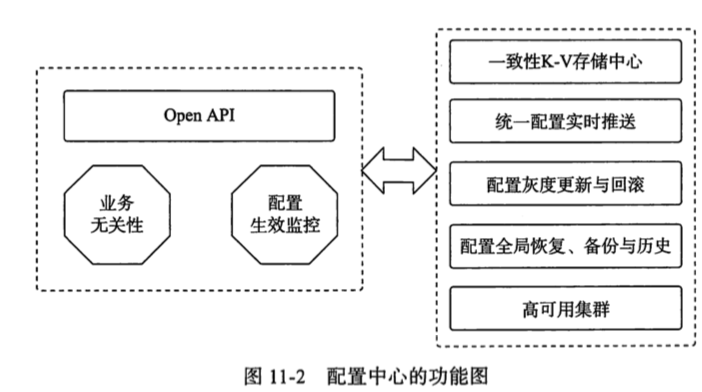 Open API
业务
无关性
配置
生效监控
一致性K-V存储中心
统一配置实时推送
配置灰度更新与回滚
配置全局恢复、备份与历史
高可用集群
图 11-2 配置中心的功能图